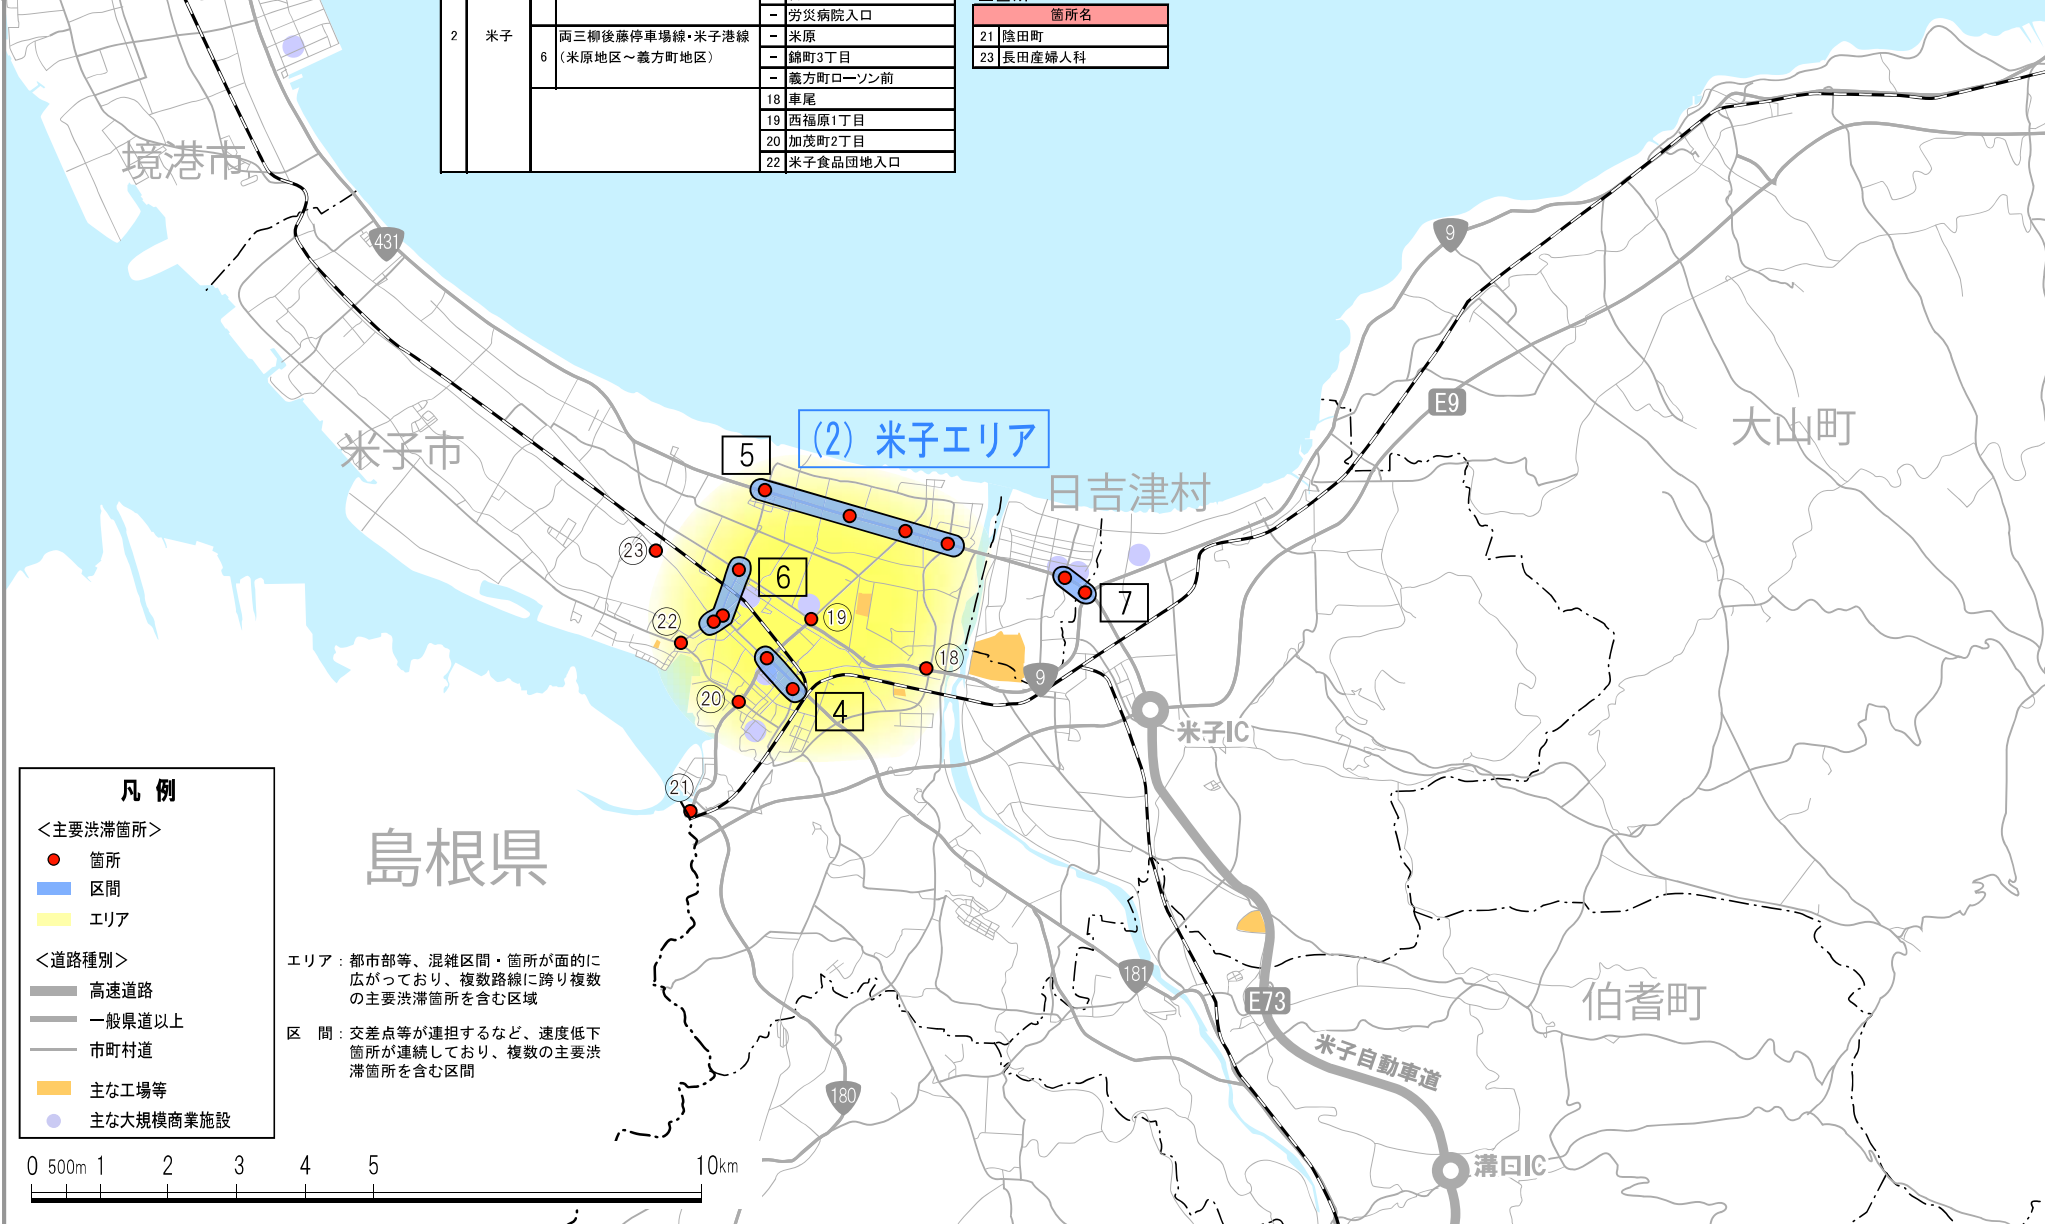 - 労災病院入口
2 米子
6 両三柳後藤停車場線・米子港線
(米原地区～義方町地区)
- 米原
- 錦町3丁目
- 義方町ローソン前
18 車尾
19 西福原1丁目
20 加茂町2丁目
22 米子食品団地入口
箇所名
21 陰田町
23 長田産婦人科
境港市
431
9
E9
大山町
米子市
(2) 米子エリア
5
日吉津村
23
6
7
22
19
18
9
20
4
米子IC
21
島根県
181
E73
伯耆町
米子自動車道
180
溝口IC
凡 例
＜主要渋滞箇所＞
箇所
区間
エリア
＜道路種別＞
高速道路
一般県道以上
市町村道
主な工場等
主な大規模商業施設
エリア：都市部等、混雑区間・箇所が面的に
広がっており、複数路線に跨り複数
の主要渋滞箇所を含む区域
区　間：交差点等が連担するなど、速度低下
箇所が連続しており、複数の主要渋
滞箇所を含む区間
0 500m 1 2 3 4 5 10km